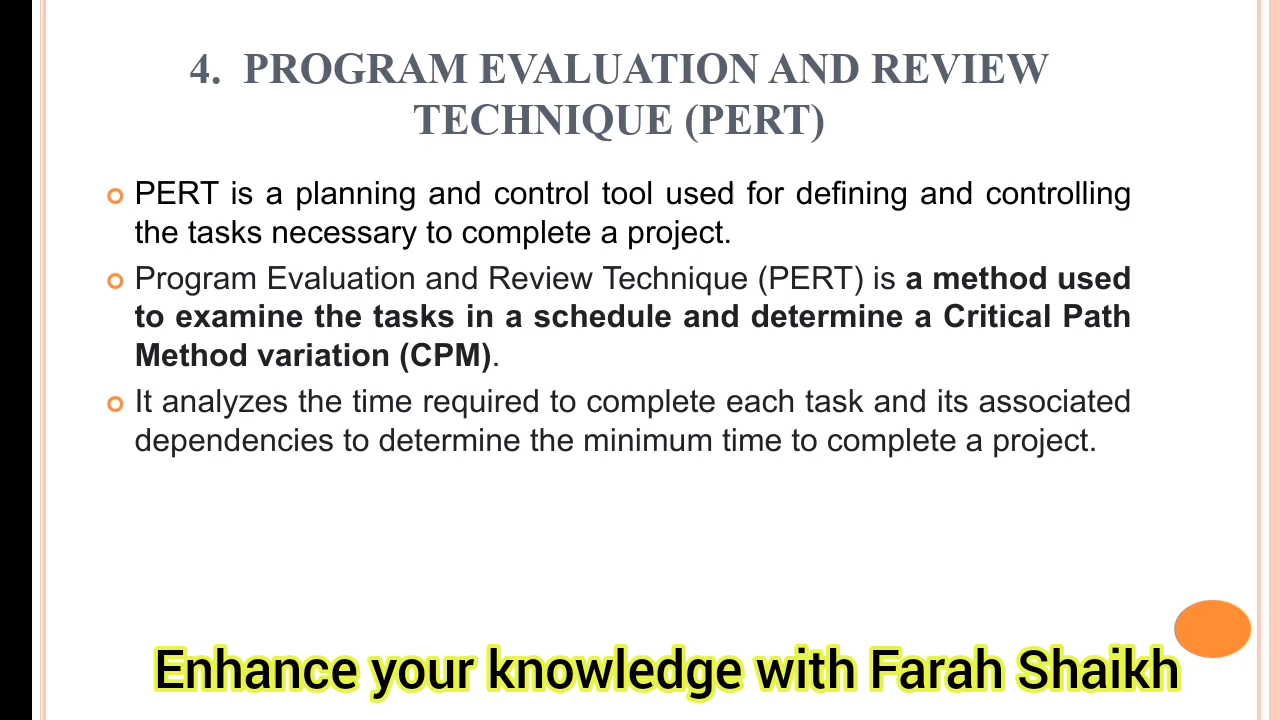 4. PROGRAM EVALUATION AND REVIEW
TECHNIQUE (PERT)
PERT is a planning and control tool used for defining and controlling
the tasks necessary to complete a project.
Program Evaluation and Review Technique (PERT) is a method used
to examine the tasks in a schedule and determine a Critical Path
Method variation (CPM).
It analyzes the time required to complete each task and its associated
dependencies to determine the minimum time to complete a project.
Enhance your knowledge with Farah Shaikh